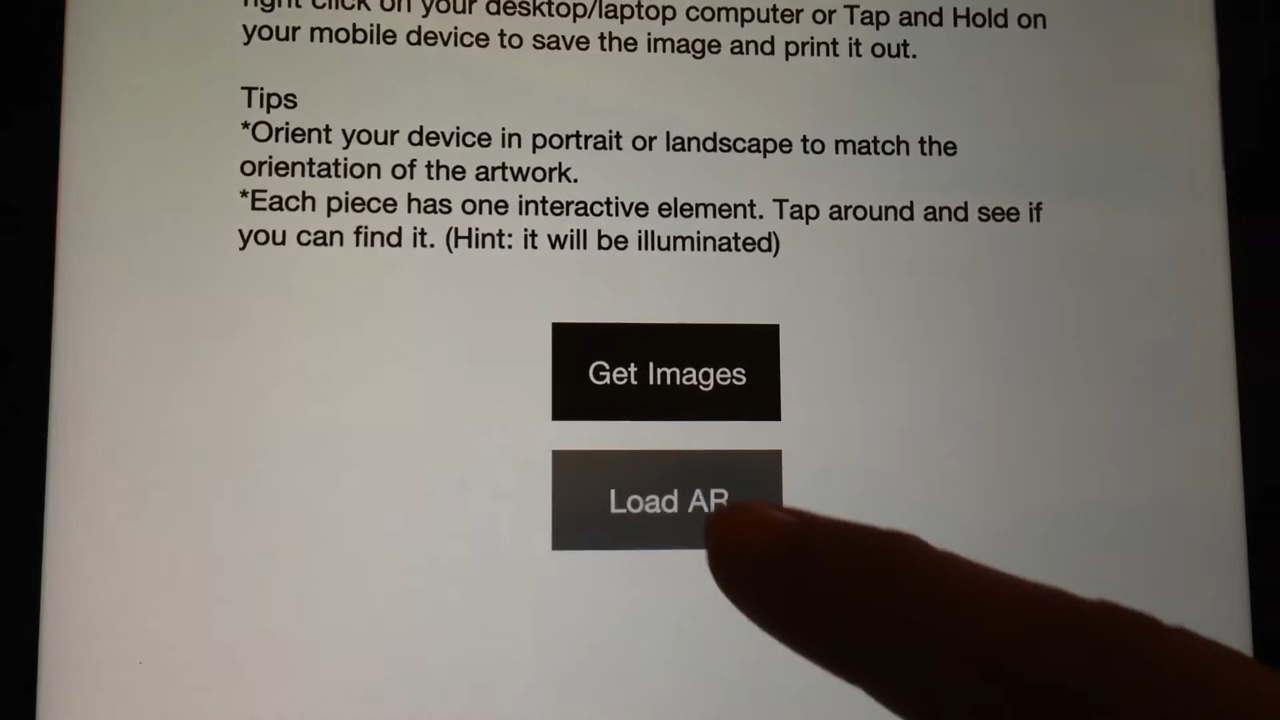 right click on your desktop/laptop computer or Tap and Hold on
your mobile device to save the image and print it out.
Tips
*Orient your device in portrait or landscape to match the
orientation of the artwork.
*Each piece has one interactive element. Tap around and see if
you can find it. (Hint: it will be illuminated)
Get Images
Load AR